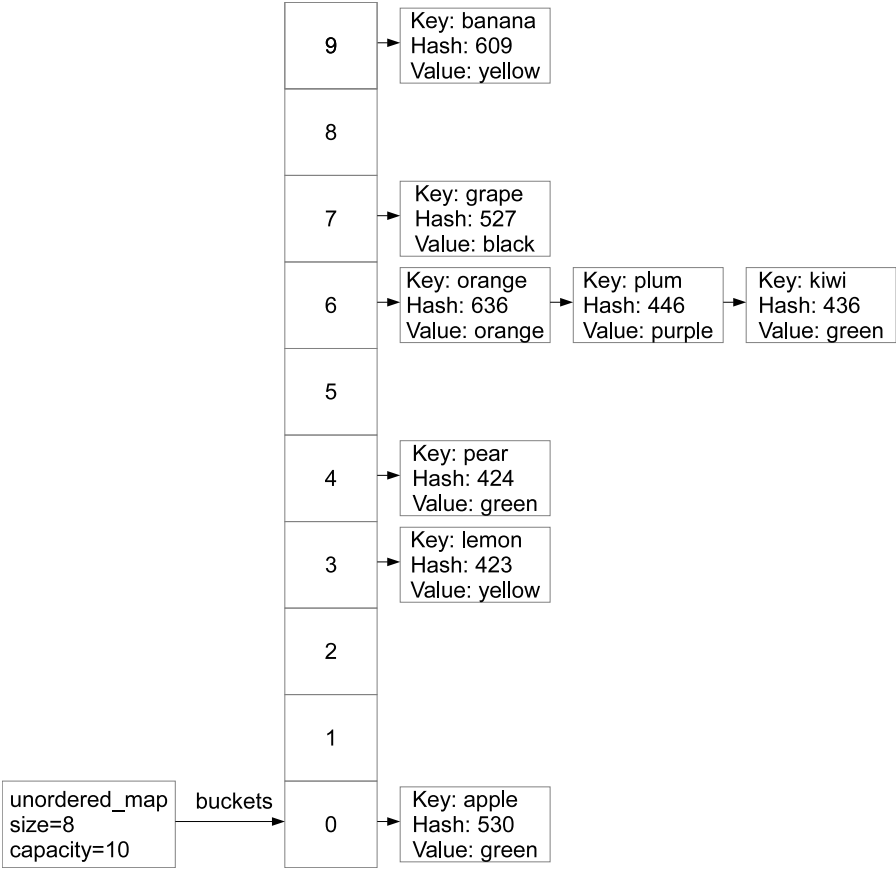 9
Key: banana
Hash: 609
Value: yellow
8
7
Key: grape
Hash: 527
Value: black
6
Key: orange
Hash: 636
Value: orange
Key: plum
Hash: 446
Value: purple
Key: kiwi
Hash: 436
Value: green
5
4
Key: pear
Hash: 424
Value: green
3
Key: lemon
Hash: 423
Value: yellow
2
1
unordered_map
size=8
capacity=10
buckets
0
Key: apple
Hash: 530
Value: green